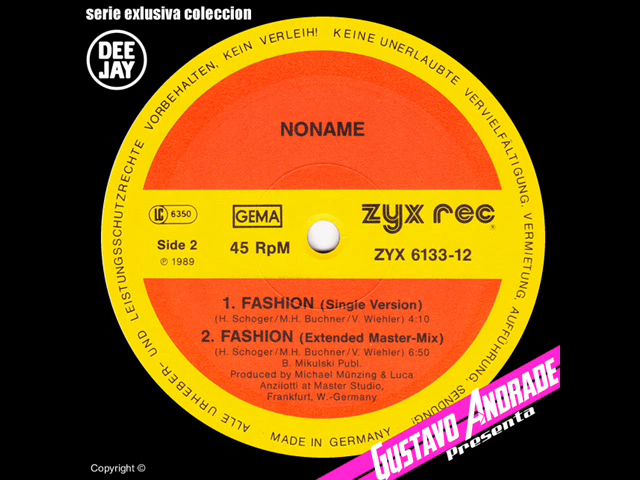 serie exlusiva coleccion
DEE
JAY
ALLE URHEBER- UND LEISTUNGSSCHUTZRECHTE VORBEHALTEN, KEIN VERLEIH! KEINE UNERLAUBTE VERVIELFÄLTIGUNG, VERMIETUNG, AUFFÜHRUNG, SENDUNG!
NONAME
LC 6350
GEMA
zyx rec
Side 2
45 RpM
ZYX 6133-12
℗ 1989
1. FASHION (Single Version)
(H. Schoger/M.H. Buchner/V. Wiehler) 4:10
2. FASHION (Extended Master-Mix)
(H. Schoger/M.H. Buchner/V. Wiehler) 6:50
B. Mikulski Publ.
Produced by Michael Münzing & Luca
Anzilotti at Master Studio,
Frankfurt, W.-Germany
MADE IN GERMANY
GUSTAVO ANDRADE
Presenta
Copyright ©